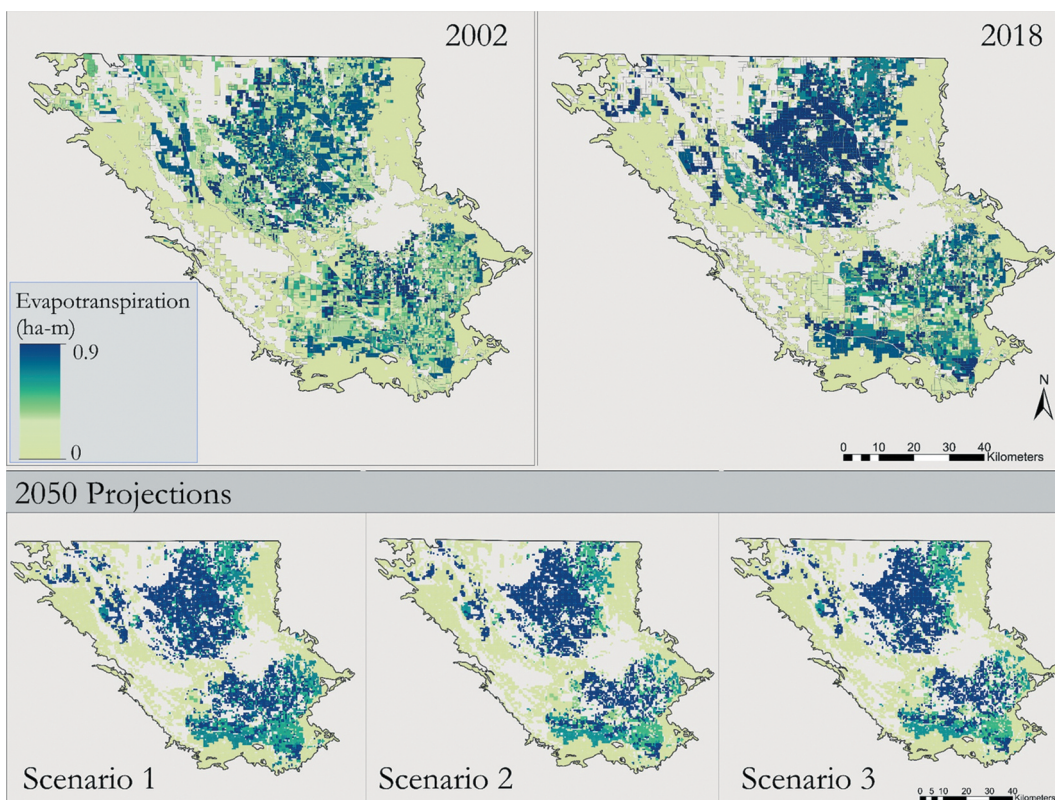 2002
2018
Evapotranspiration
(ha-m)
0.9
0
N
0 10 20 30 40
Kilometers
2050 Projections
Scenario 1
Scenario 2
Scenario 3
0 5 10 20 30 40
Kilometers